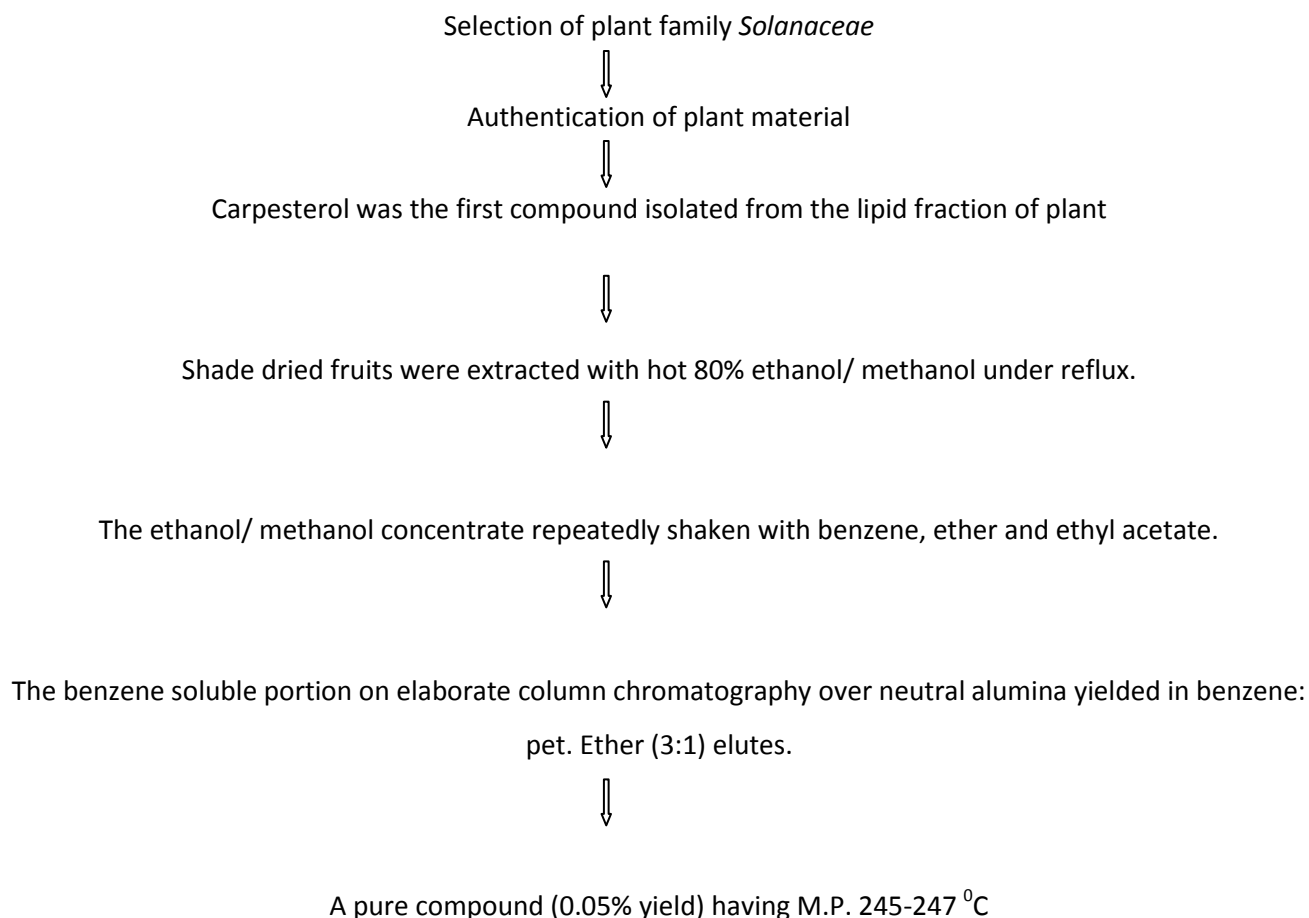 Selection of plant family Solanaceae
Authentication of plant material
Carpesterol was the first compound isolated from the lipid fraction of plant
Shade dried fruits were extracted with hot 80% ethanol/ methanol under reflux.
The ethanol/ methanol concentrate repeatedly shaken with benzene, ether and ethyl acetate.
The benzene soluble portion on elaborate column chromatography over neutral alumina yielded in benzene:
pet. Ether (3:1) elutes.
A pure compound (0.05% yield) having M.P. 245-247 ⁰C